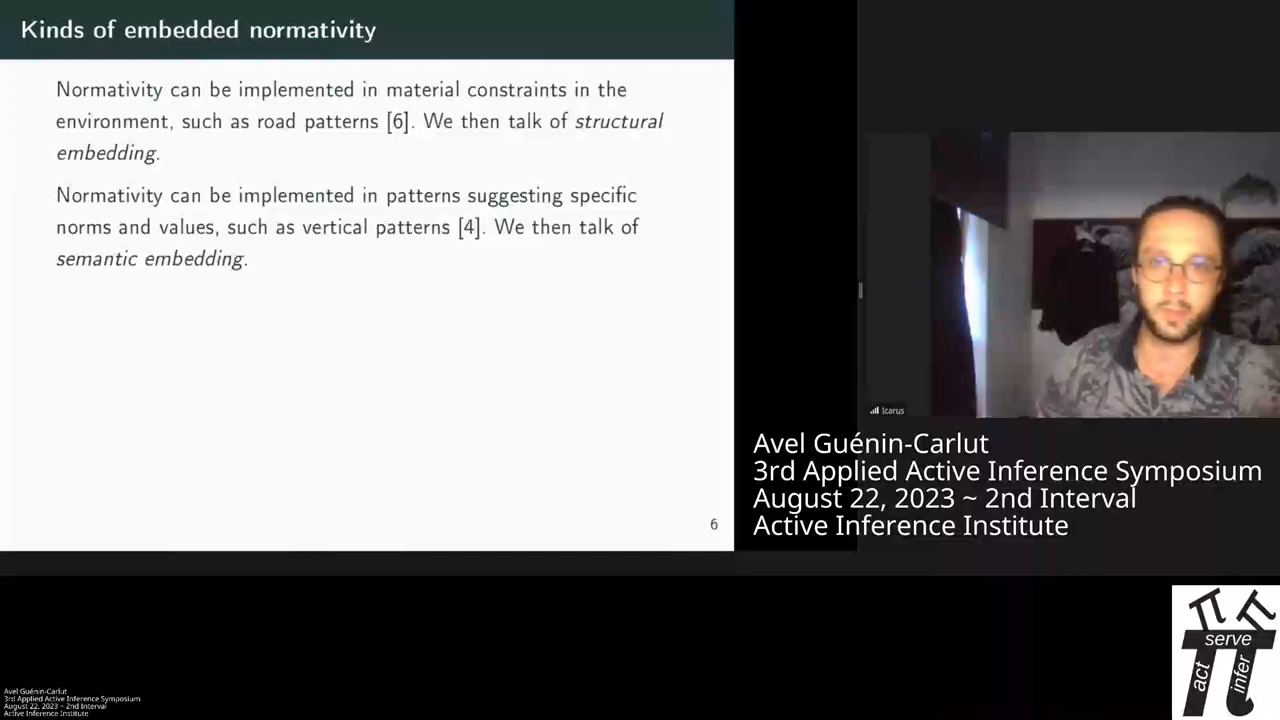 Kinds of embedded normativity
Normativity can be implemented in material constraints in the
environment, such as road patterns [6]. We then talk of structural
embedding.
Normativity can be implemented in patterns suggesting specific
norms and values, such as vertical patterns [4]. We then talk of
semantic embedding.
6
Icarus
Avel Guénin-Carlut
3rd Applied Active Inference Symposium
August 22, 2023 ~ 2nd Interval
Active Inference Institute
π π
π
serve
act
infer
Avel Guénin-Carlut
3rd Applied Active Inference Symposium
August 22, 2023 ~ 2nd Interval
Active Inference Institute